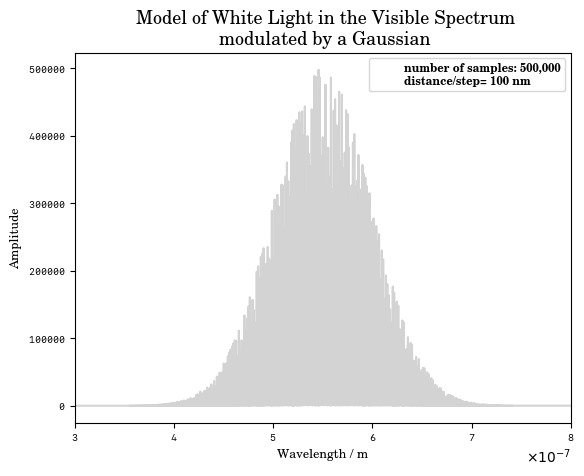 Model of White Light in the Visible Spectrum
modulated by a Gaussian
number of samples: 500,000
distance/step= 100 nm
500000
400000
300000
200000
100000
0
Amplitude
3 4 5 6 7 8
Wavelength / m
×10⁻⁷